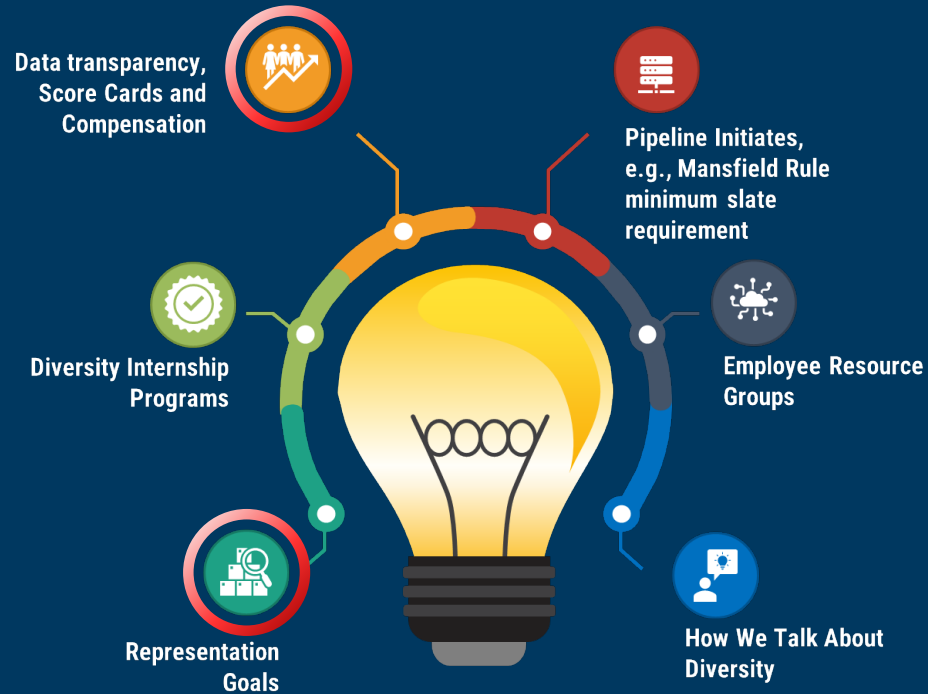 Data transparency,
Score Cards and
Compensation
Pipeline Initiates,
e.g., Mansfield Rule
minimum slate
requirement
Diversity Internship
Programs
Employee Resource
Groups
Representation
Goals
How We Talk About
Diversity